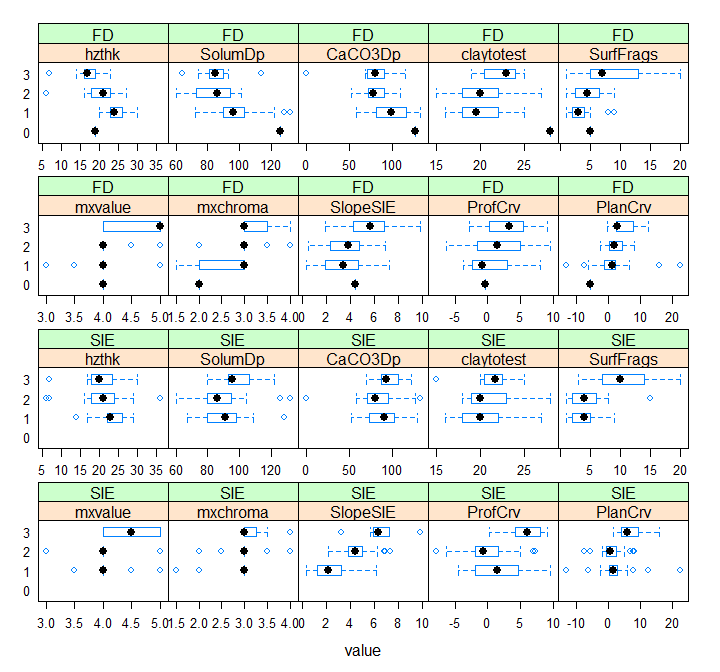 FD FD FD FD FD
hzthk SolumDp CaCO3Dp claytotest SurfFrags
3
2
1
0
5 10 15 20 25 30 35 60 80 100 120 0 50 100 15 20 25 0 5 10 15 20
FD FD FD FD FD
mxvalue mxchroma SlopeSIE ProfCrv PlanCrv
3
2
1
0
3.0 3.5 4.0 4.5 5.0 1.5 2.0 2.5 3.0 3.5 4.0 0 2 4 6 8 10 -5 0 5 10 -10 0 10 20
SIE SIE SIE SIE SIE
hzthk SolumDp CaCO3Dp claytotest SurfFrags
3
2
1
0
5 10 15 20 25 30 35 60 80 100 120 0 50 100 15 20 25 0 5 10 15 20
SIE SIE SIE SIE SIE
mxvalue mxchroma SlopeSIE ProfCrv PlanCrv
3
2
1
0
3.0 3.5 4.0 4.5 5.0 1.5 2.0 2.5 3.0 3.5 4.0 0 2 4 6 8 10 -5 0 5 10 -10 0 10 20
value